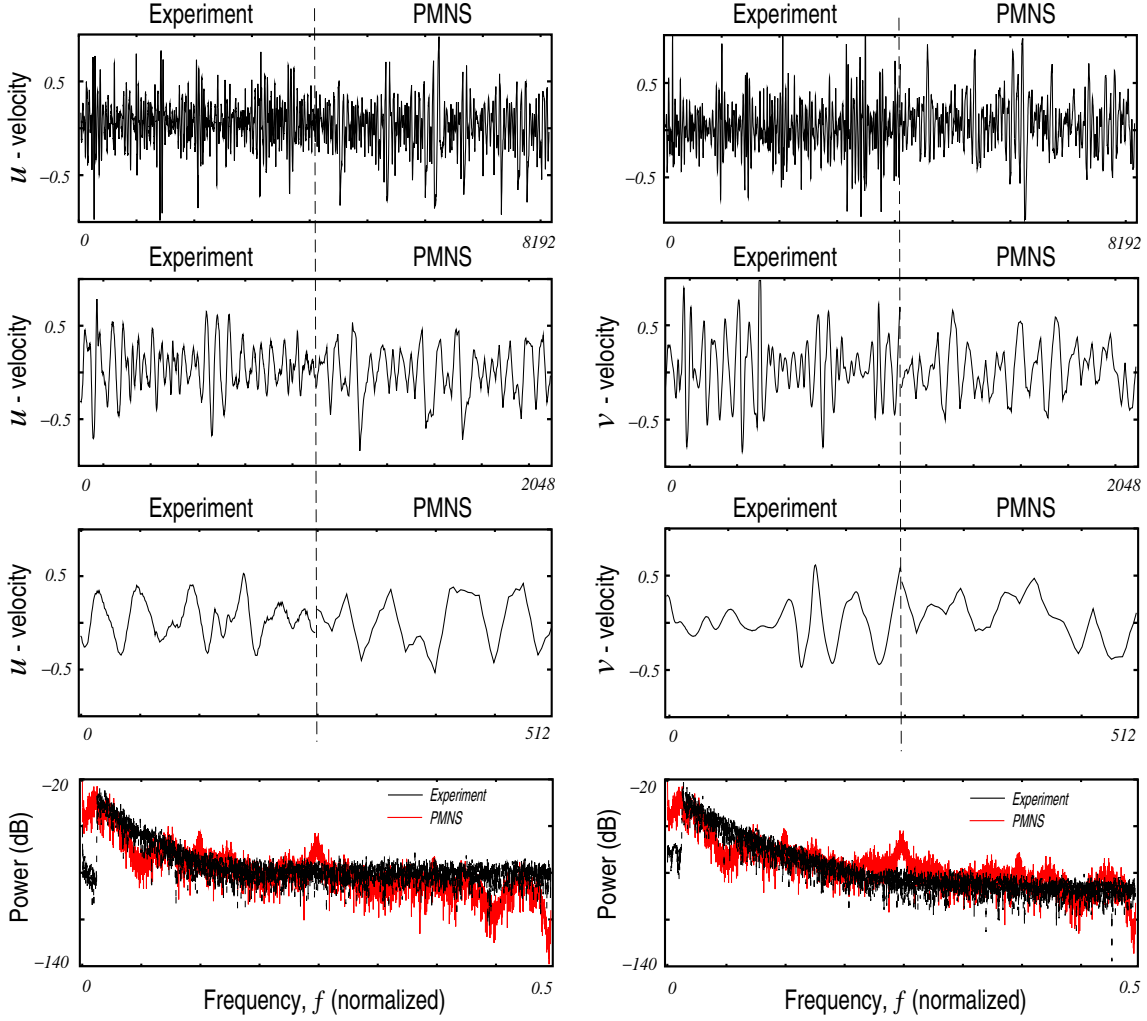 Experiment PMNS Experiment PMNS
u - velocity 0.5 −0.5 u - velocity 0.5 −0.5
0 8192 0 8192
Experiment PMNS Experiment PMNS
u - velocity 0.5 −0.5 v - velocity 0.5 −0.5
0 2048 0 2048
Experiment PMNS Experiment PMNS
u - velocity 0.5 −0.5 v - velocity 0.5 −0.5
0 512 0 512
Power (dB) −20 −140 Experiment PMNS Power (dB) −20 −140 Experiment PMNS
0 0.5 0 0.5
Frequency, f (normalized) Frequency, f (normalized)